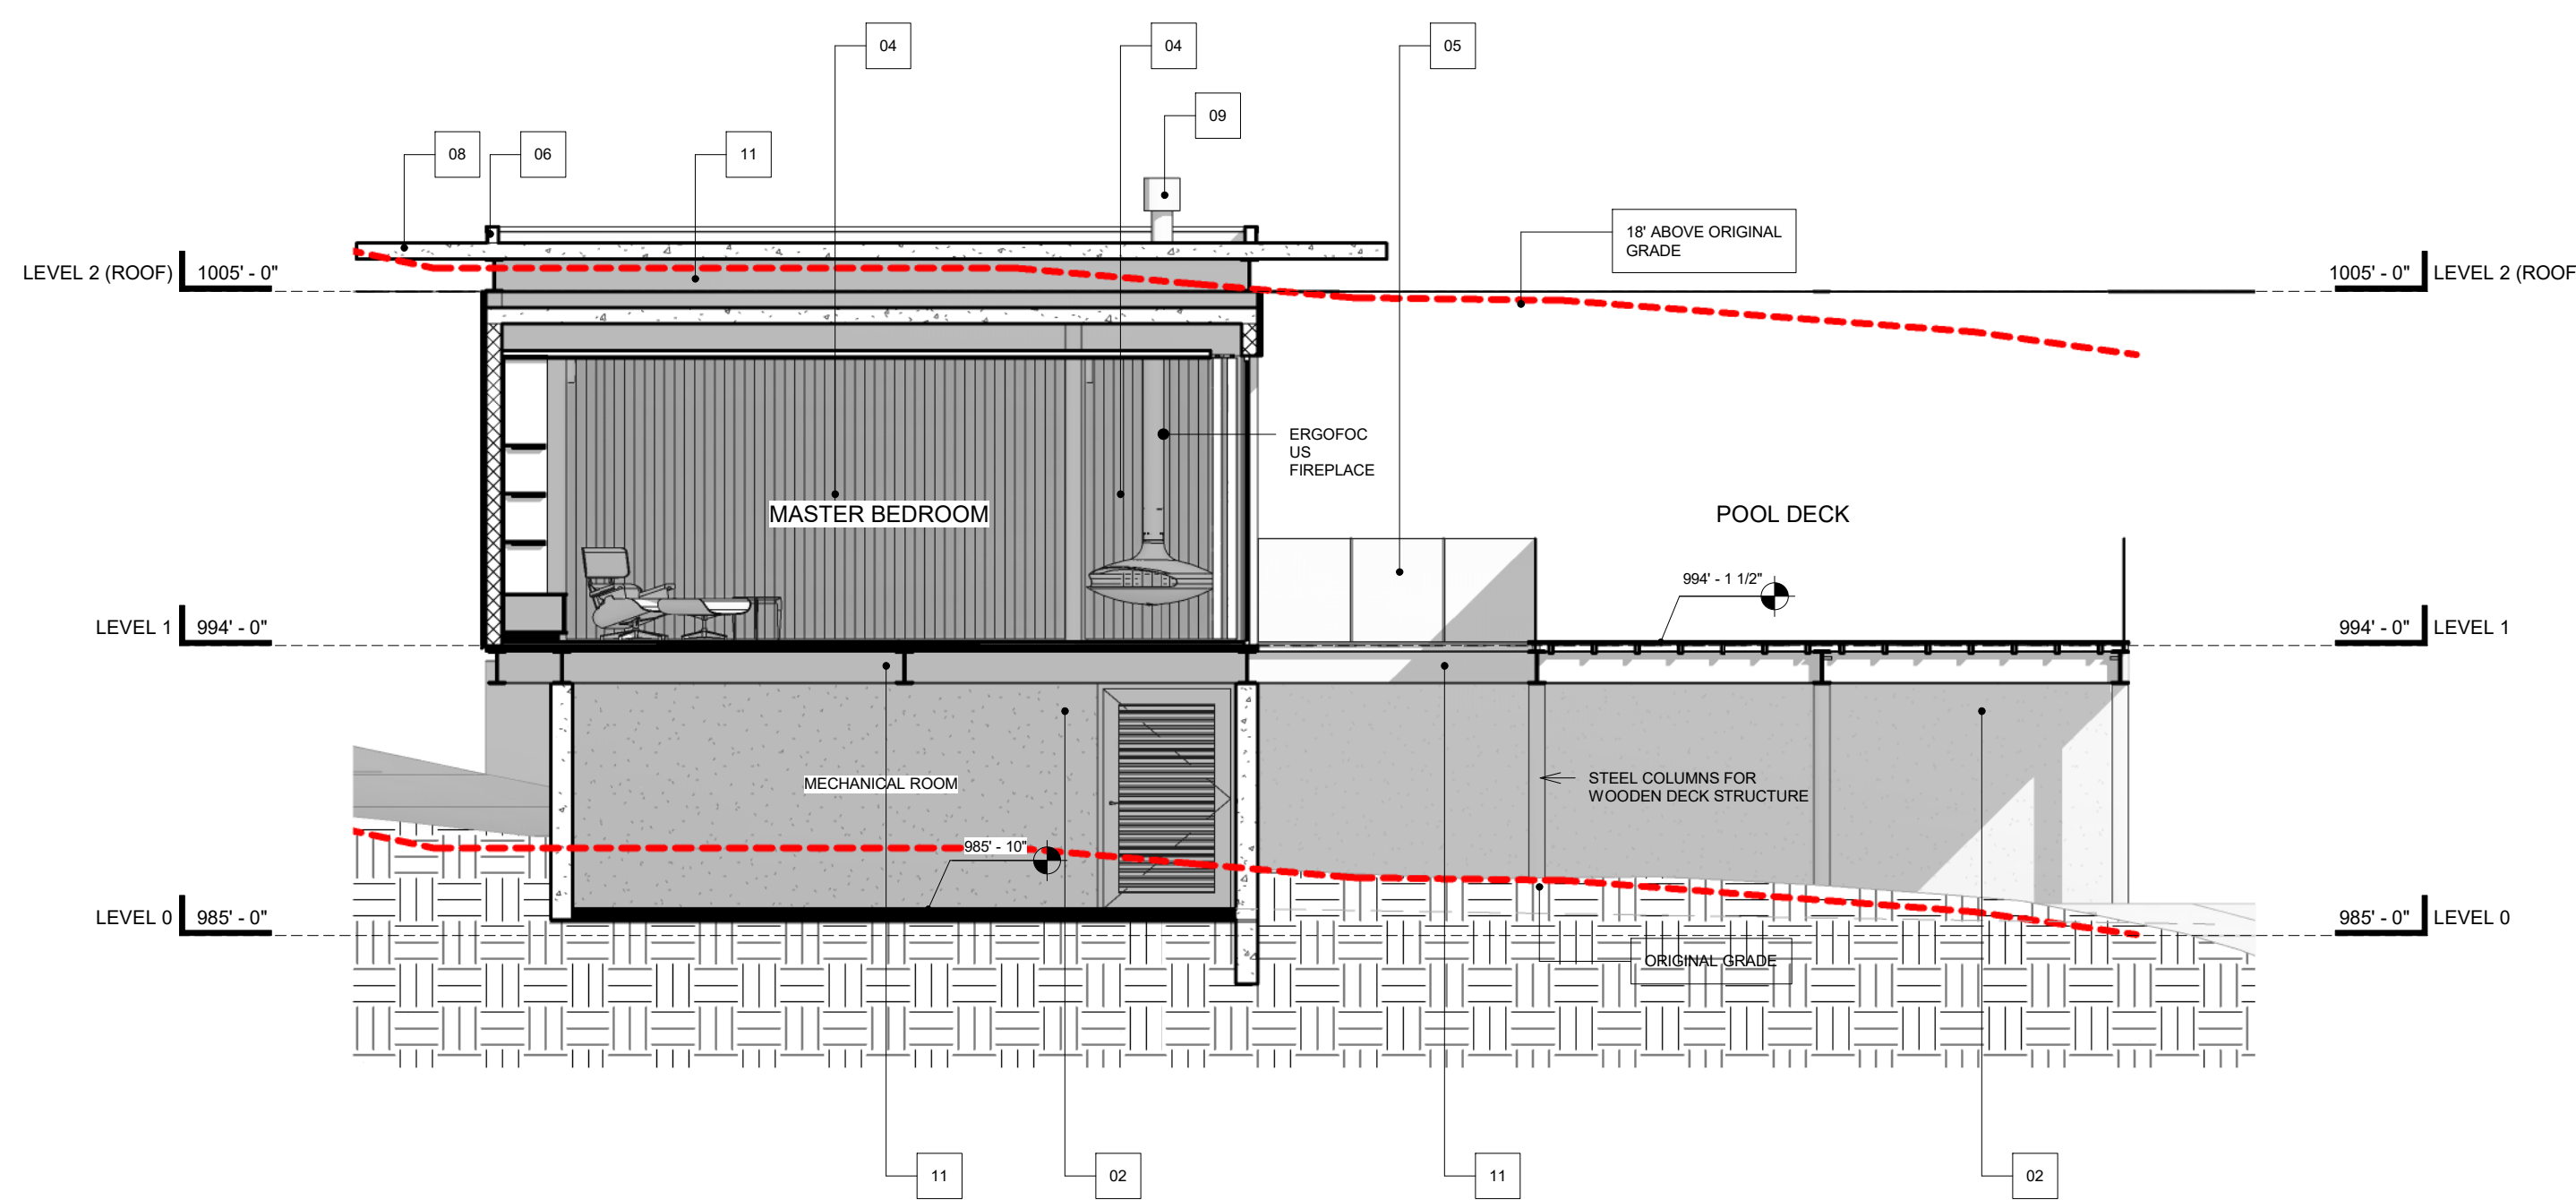 04
04
05
09
08
06
11
18' ABOVE ORIGINAL
GRADE
LEVEL 2 (ROOF)
1005' - 0"
1005' - 0"
LEVEL 2 (ROOF
ERGOFOC
US
FIREPLACE
MASTER BEDROOM
POOL DECK
994' - 1 1/2"
LEVEL 1
994' - 0"
994' - 0"
LEVEL 1
MECHANICAL ROOM
STEEL COLUMNS FOR
WOODEN DECK STRUCTURE
985' - 10"
LEVEL 0
985' - 0"
985' - 0"
LEVEL 0
ORIGINAL GRADE
11
02
11
02